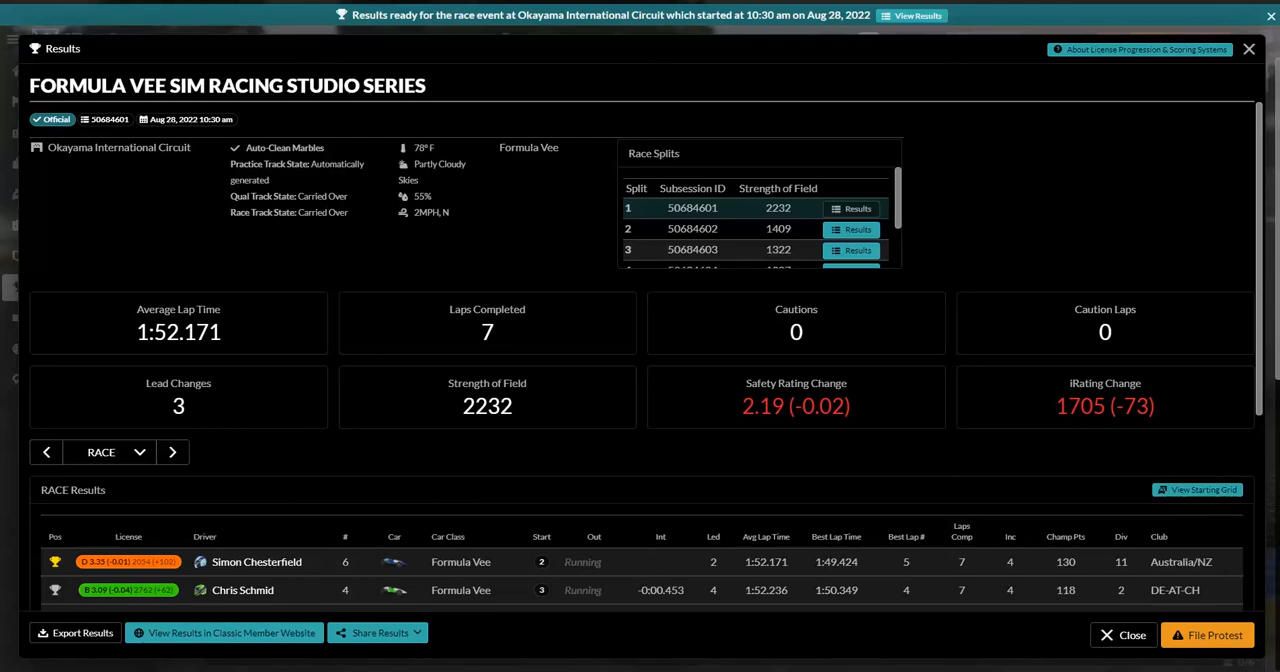 Results ready for the race event at Okayama International Circuit which started at 10:30 am on Aug 28, 2022 View Results
Results
About License Progression & Scoring Systems
FORMULA VEE SIM RACING STUDIO SERIES
Official 50684601 Aug 28, 2022 10:30 am
Okayama International Circuit
Auto-Clean Marbles
Practice Track State: Automatically
generated
Qual Track State: Carried Over
Race Track State: Carried Over
78° F
Partly Cloudy
Skies
55%
2MPH, N
Formula Vee
Race Splits
Split Subsession ID Strength of Field
1 50684601 2232 Results
2 50684602 1409 Results
3 50684603 1322 Results
Average Lap Time
1:52.171
Laps Completed
7
Cautions
0
Caution Laps
0
Lead Changes
3
Strength of Field
2232
Safety Rating Change
2.19 (-0.02)
iRating Change
1705 (-73)
RACE
RACE Results
View Starting Grid
Pos License Driver # Car Car Class Start Out Int Led Avg Lap Time Best Lap Time Best Lap # Laps Comp Inc Champ Pts Div Club
D 3.35 (-0.01) 2054 (+102) Simon Chesterfield 6 Formula Vee 2 Running 2 1:52.171 1:49.424 5 7 4 130 11 Australia/NZ
B 3.09 (-0.04) 2762 (+62) Chris Schmid 4 Formula Vee 3 Running -0:00.453 4 1:52.236 1:50.349 4 7 4 118 2 DE-AT-CH
Export Results View Results in Classic Member Website Share Results
Close File Protest